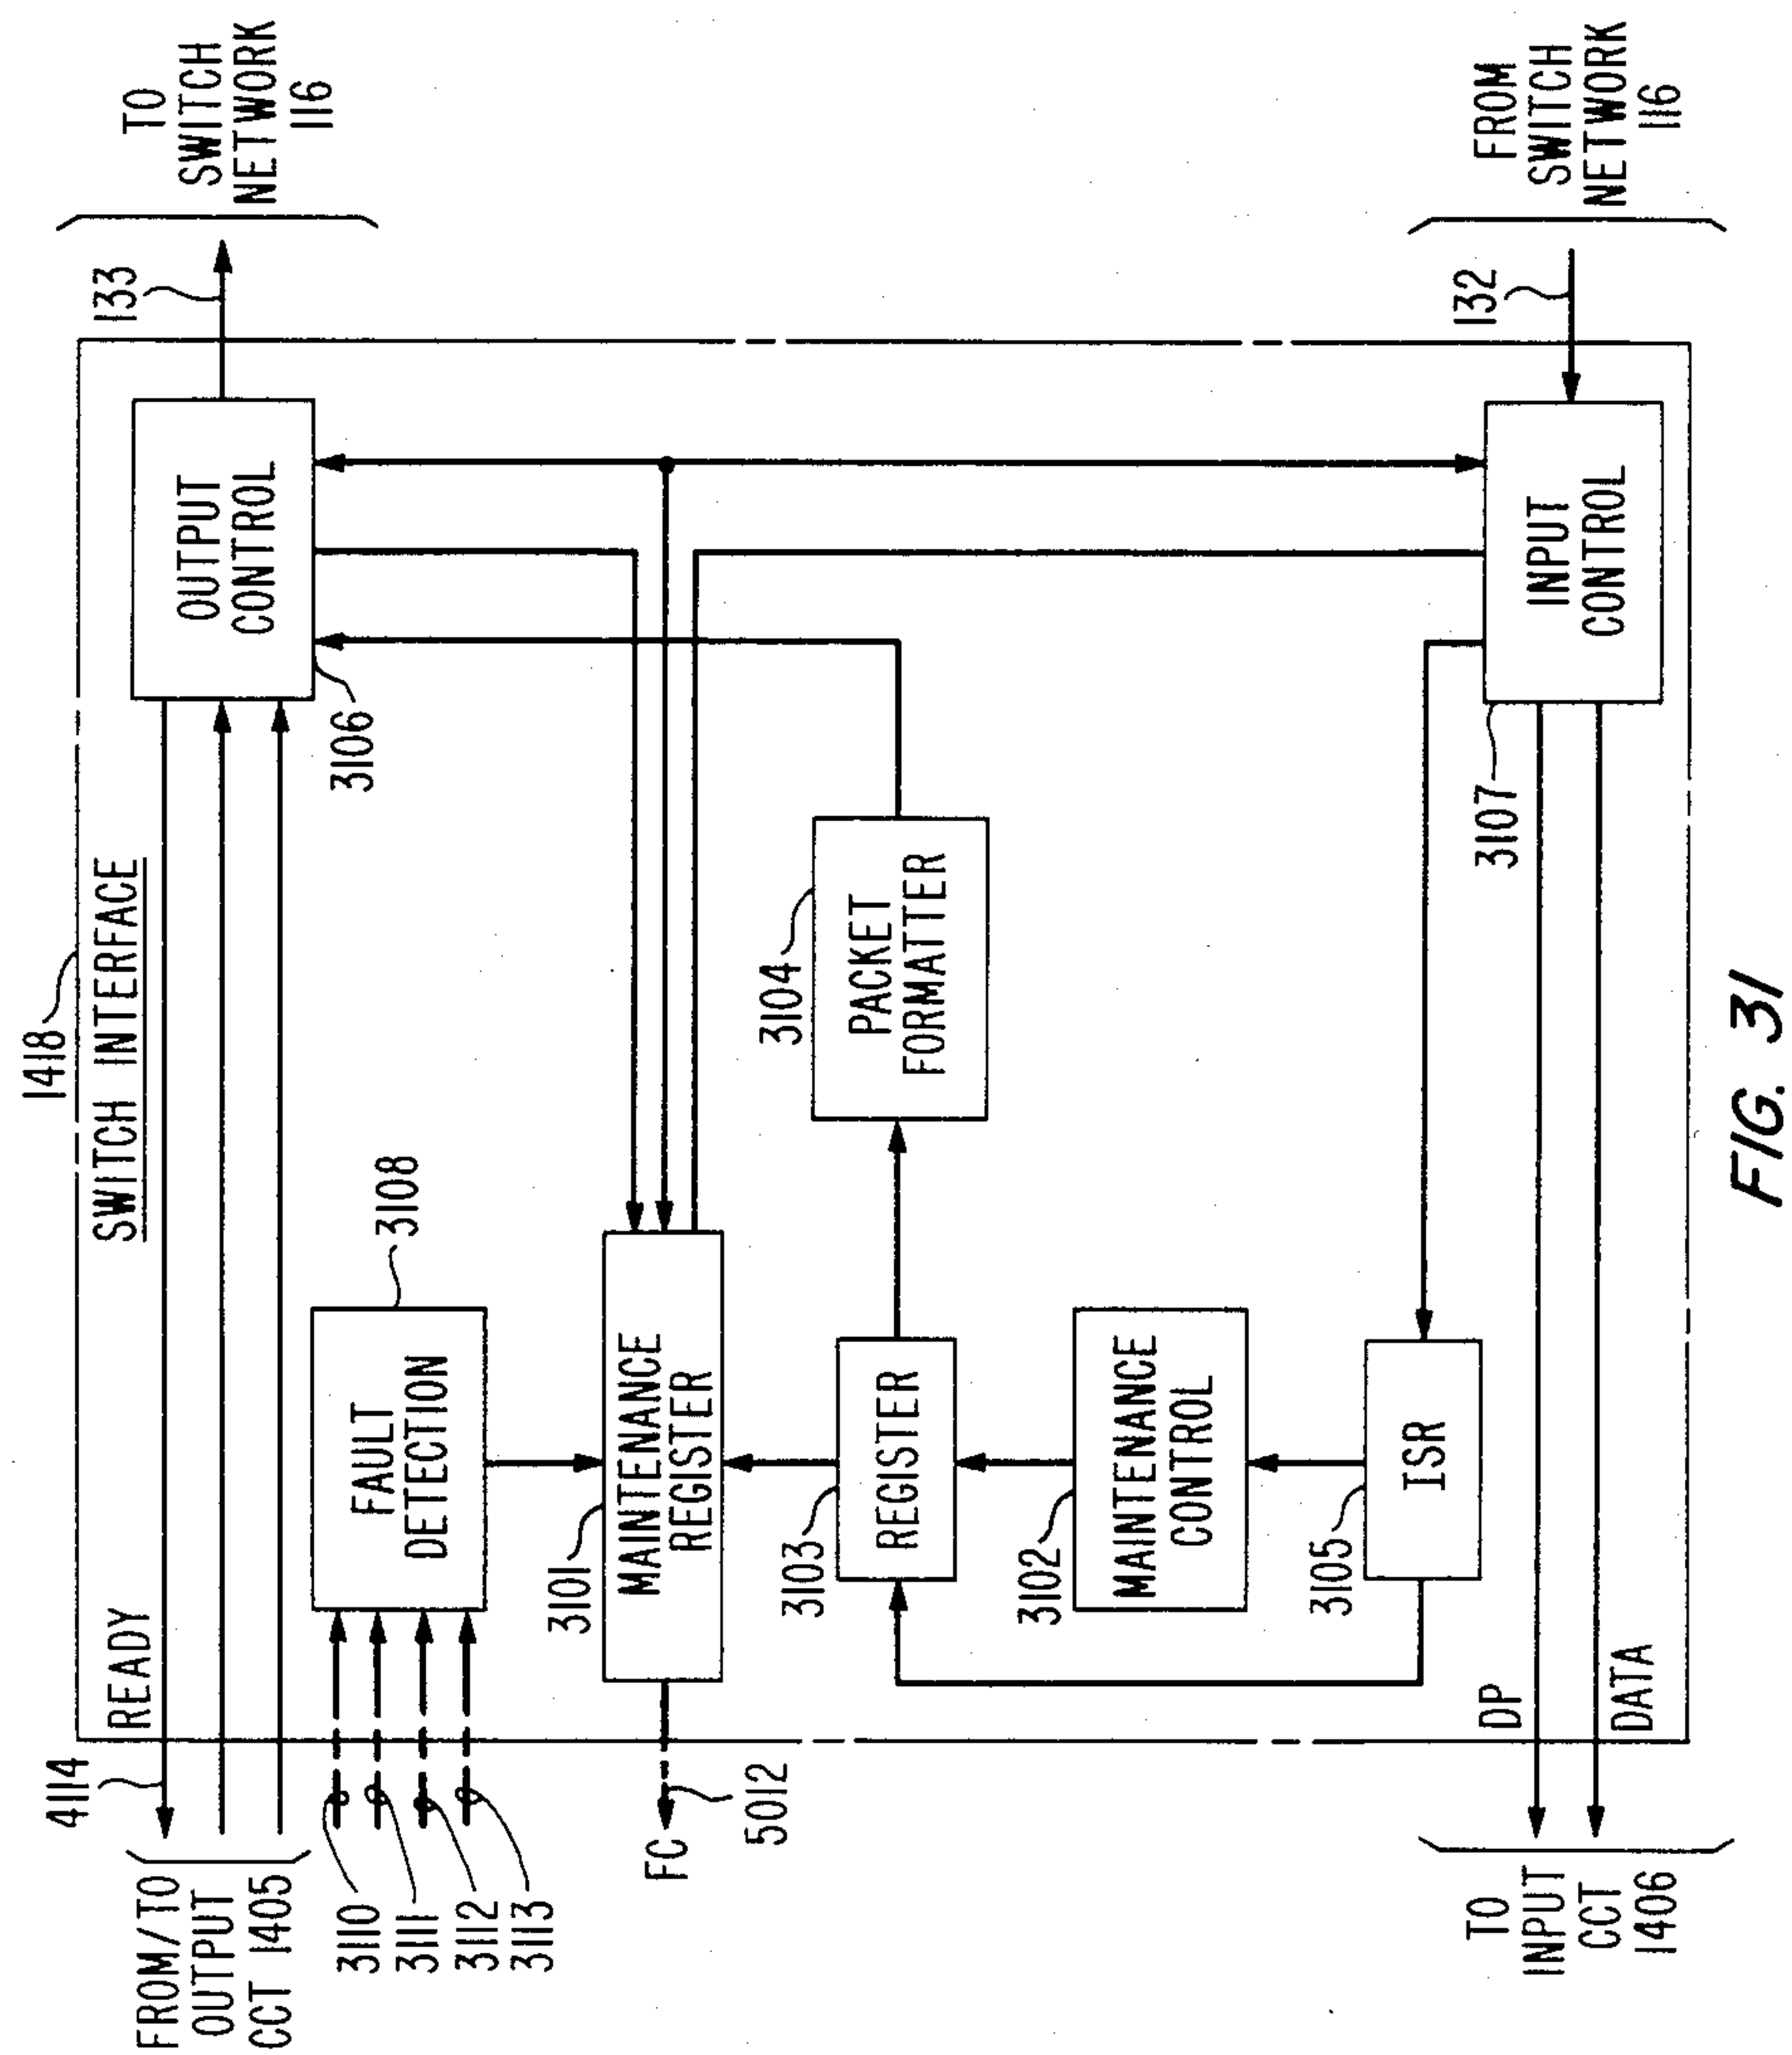 1418
SWITCH INTERFACE
4114
READY
FROM/TO
OUTPUT
CCT 1405
OUTPUT
CONTROL
3106
133
TO
SWITCH
NETWORK
116
3110
3111
3112
3113
FAULT
DETECTION
3108
3101
MAINTENANCE
REGISTER
FC
5012
3103
REGISTER
3104
PACKET
FORMATTER
3102
MAINTENANCE
CONTROL
3105
ISR
3107
INPUT
CONTROL
132
FROM
SWITCH
NETWORK
116
DP
DATA
TO
INPUT
CCT
1406
FIG. 31